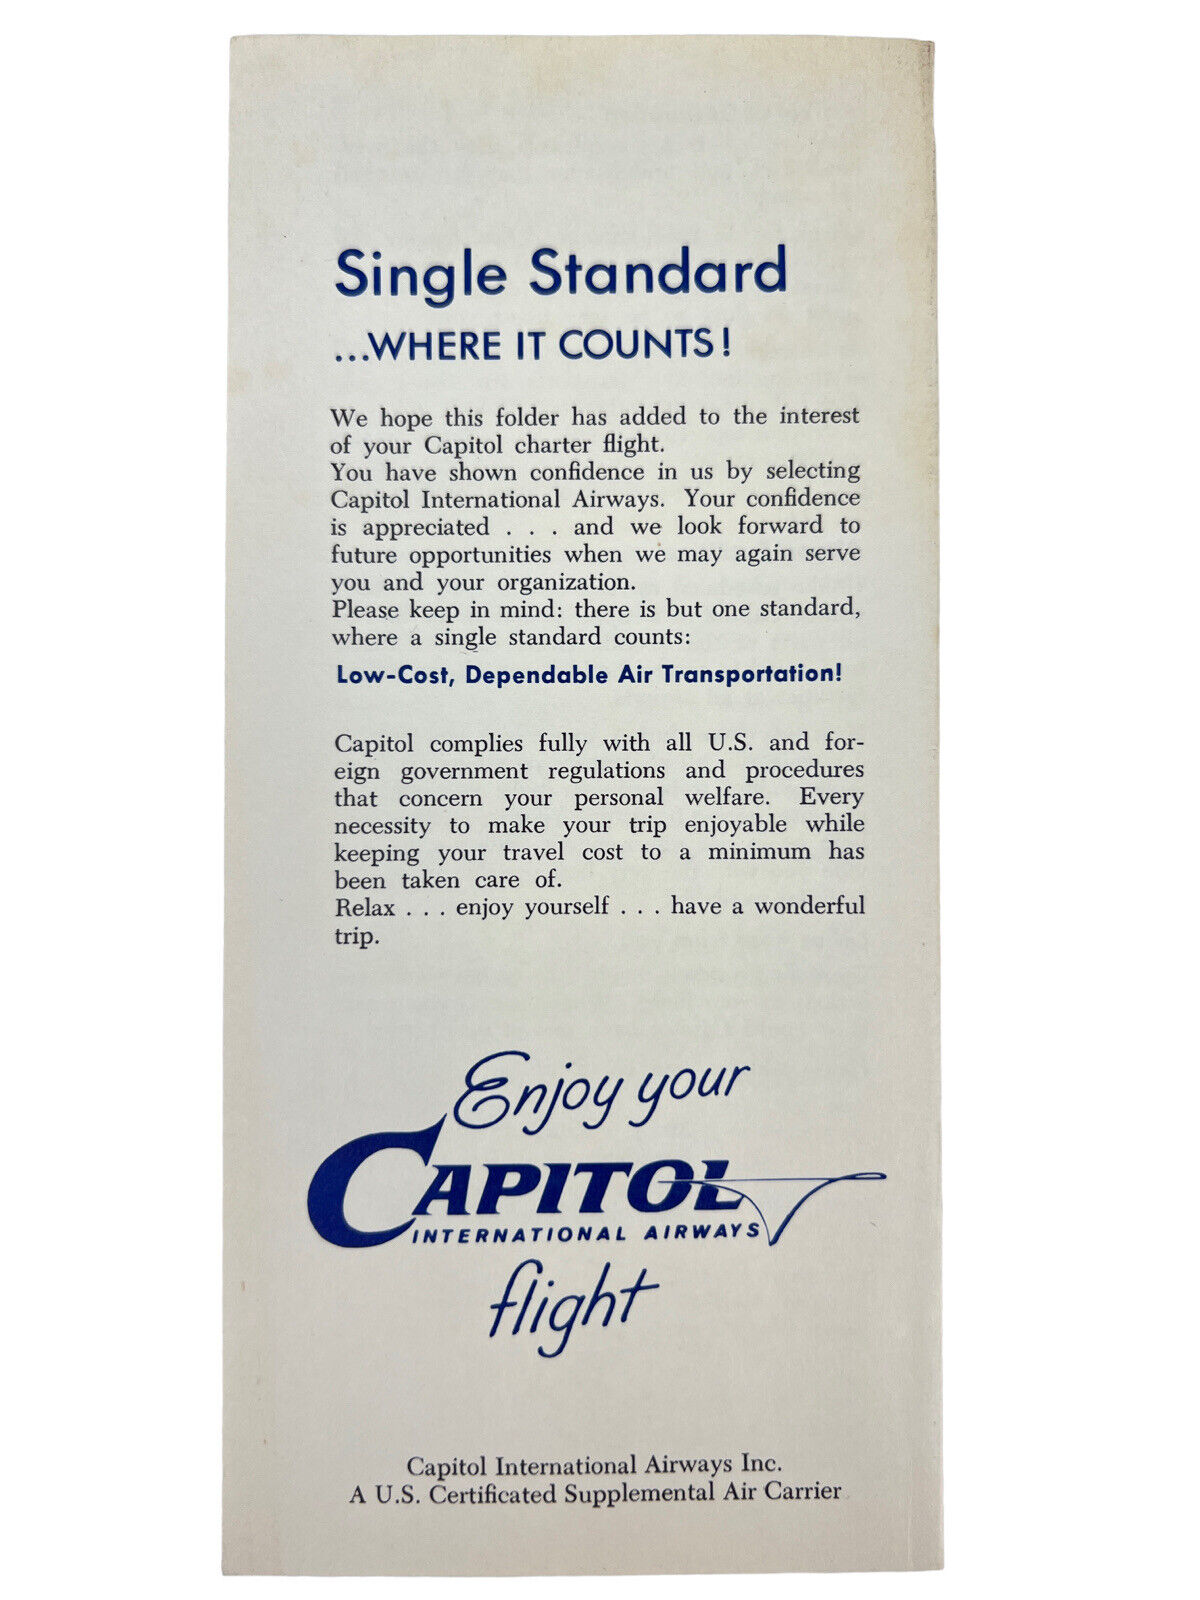 Single Standard
...WHERE IT COUNTS!
We hope this folder has added to the interest
of your Capitol charter flight.
You have shown confidence in us by selecting
Capitol International Airways. Your confidence
is appreciated . . . and we look forward to
future opportunities when we may again serve
you and your organization.
Please keep in mind: there is but one standard,
where a single standard counts:
Low-Cost, Dependable Air Transportation!
Capitol complies fully with all U.S. and for-
eign government regulations and procedures
that concern your personal welfare. Every
necessity to make your trip enjoyable while
keeping your travel cost to a minimum has
been taken care of.
Relax . . . enjoy yourself . . . have a wonderful
trip.
Enjoy your
CAPITOL
INTERNATIONAL AIRWAYS
flight
Capitol International Airways Inc.
A U.S. Certificated Supplemental Air Carrier